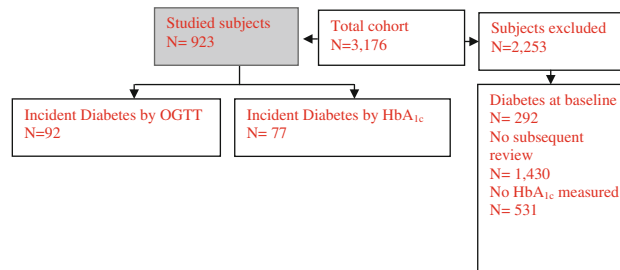 Studied subjects
N= 923
Total cohort
N=3,176
Subjects excluded
N=2,253
Incident Diabetes by OGTT
N=92
Incident Diabetes by HbA1c
N= 77
Diabetes at baseline
N= 292
No subsequent
review
N= 1,430
No HbA1c measured
N= 531